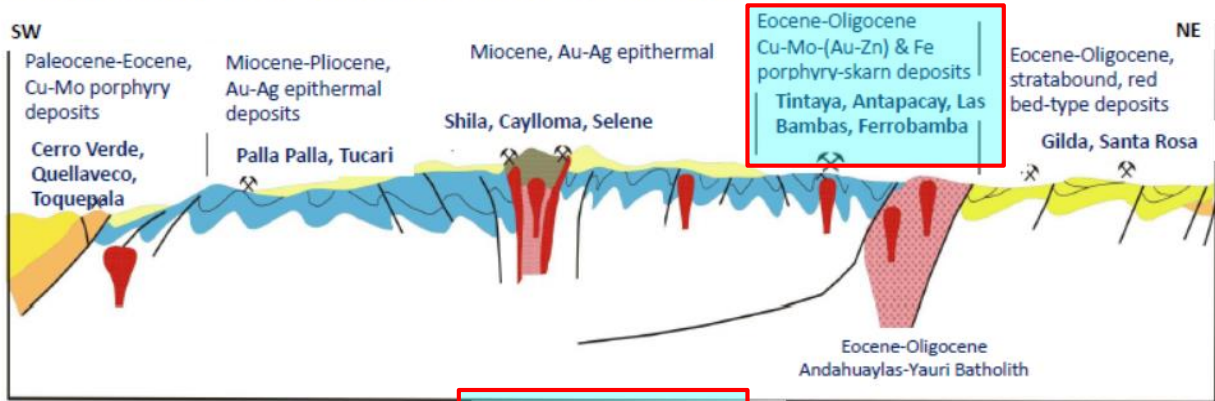 SW
NE
Paleocene-Eocene,
Cu-Mo porphyry
deposits
Cerro Verde,
Quellaveco,
Toquepala
Miocene-Pliocene,
Au-Ag epithermal
deposits
Palla Palla, Tucari
Miocene, Au-Ag epithermal
Shila, Caylloma, Selene
Eocene-Oligocene
Cu-Mo-(Au-Zn) & Fe
porphyry-skarn deposits
Tintaya, Antapacay, Las
Bambas, Ferrobamba
Eocene-Oligocene,
stratabound, red
bed-type deposits
Gilda, Santa Rosa
Eocene-Oligocene
Andahuaylas-Yauri Batholith